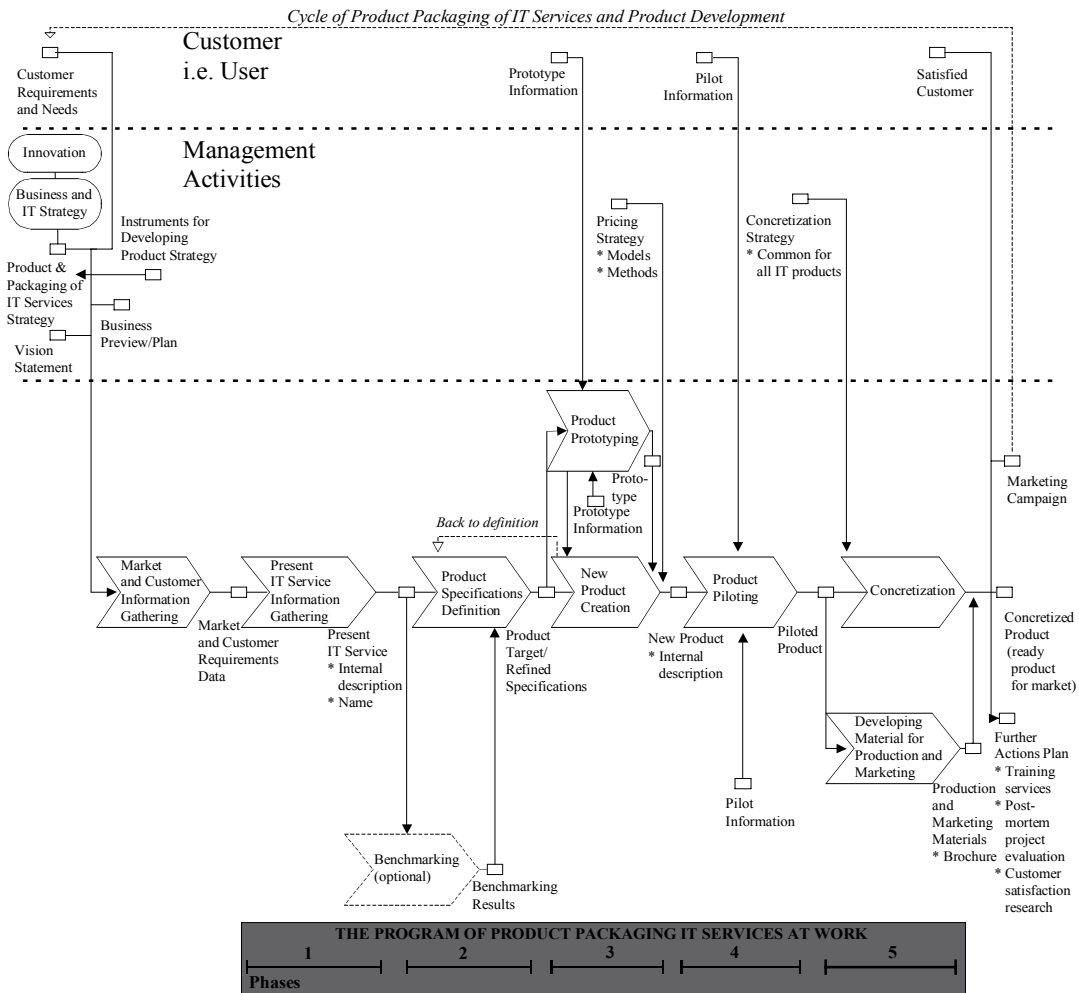 Cycle of Product Packaging of IT Services and Product Development
Customer
i.e. User
Customer
Requirements
and Needs
Prototype
Information
Pilot
Information
Satisfied
Customer
Management
Activities
Innovation
Business and
IT Strategy
Instruments for
Developing
Product Strategy
Product &
Packaging of
IT Services
Strategy
Business
Preview/Plan
Vision
Statement
Pricing
Strategy
* Models
* Methods
Concretization
Strategy
* Common for
all IT products
Product
Prototyping
Proto-
type
Prototype
Information
Marketing
Campaign
Back to definition
Market
and Customer
Information
Gathering
Present
IT Service
Information
Gathering
Product
Specifications
Definition
New
Product
Creation
Product
Piloting
Concretization
Market
and Customer
Requirements
Data
Present
IT Service
* Internal
description
* Name
Product
Target/
Refined
Specifications
New Product
* Internal
description
Piloted
Product
Concretized
Product
(ready
product
for market)
Developing
Material for
Production and
Marketing
Pilot
Information
Production
and
Marketing
Materials
* Brochure
Further
Actions Plan
* Training
services
* Post-
mortem
project
evaluation
* Customer
satisfaction
research
Benchmarking
(optional)
Benchmarking
Results
THE PROGRAM OF PRODUCT PACKAGING IT SERVICES AT WORK
1 2 3 4 5
Phases